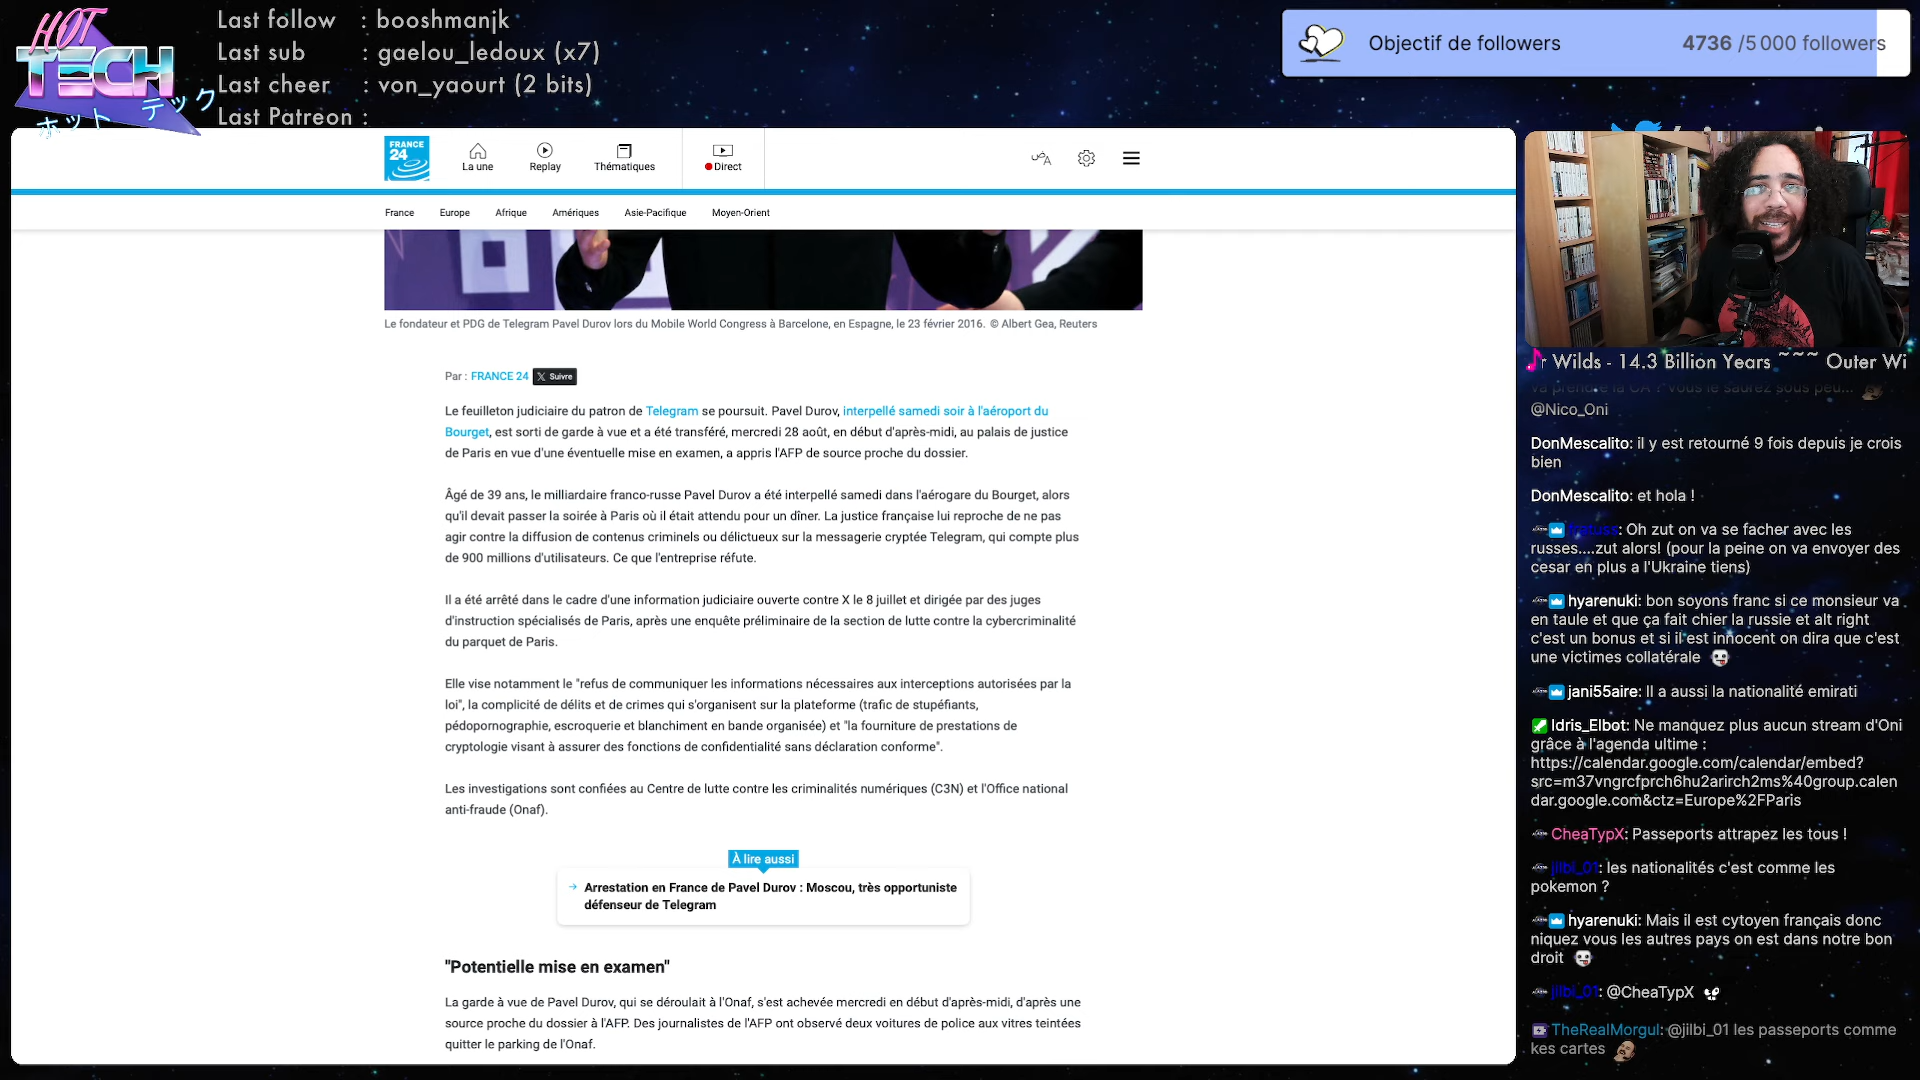 HOT
TECH
ホット テック
Last follow : booshmanjk
Last sub : gaelou_ledoux (x7)
Last cheer : von_yaourt (2 bits)
Last Patreon :
Objectif de followers
4736 /5 000 followers
FRANCE
24
La une
Replay
Thématiques
Direct
France
Europe
Afrique
Amériques
Asie-Pacifique
Moyen-Orient
Le fondateur et PDG de Telegram Pavel Durov lors du Mobile World Congress à Barcelone, en Espagne, le 23 février 2016. © Albert Gea, Reuters
Par : FRANCE 24 Suivre
Le feuilleton judiciaire du patron de Telegram se poursuit. Pavel Durov, interpellé samedi soir à l'aéroport du
Bourget, est sorti de garde à vue et a été transféré, mercredi 28 août, en début d'après-midi, au palais de justice
de Paris en vue d'une éventuelle mise en examen, a appris l'AFP de source proche du dossier.
Âgé de 39 ans, le milliardaire franco-russe Pavel Durov a été interpellé samedi dans l'aérogare du Bourget, alors
qu'il devait passer la soirée à Paris où il était attendu pour un dîner. La justice française lui reproche de ne pas
agir contre la diffusion de contenus criminels ou délictueux sur la messagerie cryptée Telegram, qui compte plus
de 900 millions d'utilisateurs. Ce que l'entreprise réfute.
Il a été arrêté dans le cadre d'une information judiciaire ouverte contre X le 8 juillet et dirigée par des juges
d'instruction spécialisés de Paris, après une enquête préliminaire de la section de lutte contre la cybercriminalité
du parquet de Paris.
Elle vise notamment le "refus de communiquer les informations nécessaires aux interceptions autorisées par la
loi", la complicité de délits et de crimes qui s'organisent sur la plateforme (trafic de stupéfiants,
pédopornographie, escroquerie et blanchiment en bande organisée) et "la fourniture de prestations de
cryptologie visant à assurer des fonctions de confidentialité sans déclaration conforme".
Les investigations sont confiées au Centre de lutte contre les criminalités numériques (C3N) et l'Office national
anti-fraude (Onaf).
À lire aussi
Arrestation en France de Pavel Durov : Moscou, très opportuniste
défenseur de Telegram
"Potentielle mise en examen"
La garde à vue de Pavel Durov, qui se déroulait à l'Onaf, s'est achevée mercredi en début d'après-midi, d'après une
source proche du dossier à l'AFP. Des journalistes de l'AFP ont observé deux voitures de police aux vitres teintées
quitter le parking de l'Onaf.
r Wilds - 14.3 Billion Years ~~~ Outer Wi
va prendre la CA ? Vous le saurez sous peu...
@Nico_Oni
DonMescalito: il y est retourné 9 fois depuis je crois
bien
DonMescalito: et hola !
: Oh zut on va se facher avec les
russes....zut alors! (pour la peine on va envoyer des
cesar en plus a l'Ukraine tiens)
hyarenuki: bon soyons franc si ce monsieur va
en taule et que ça fait chier la russie et alt right
c'est un bonus et si il est innocent on dira que c'est
une victimes collatérale
jani55aire: Il a aussi la nationalité emirati
Idris_Elbot: Ne manquez plus aucun stream d'Oni
grâce à l'agenda ultime :
https://calendar.google.com/calendar/embed?
src=m37vngrcfprch6hu2arirch2ms%40group.calen
dar.google.com&ctz=Europe%2FParis
CheaTypX: Passeports attrapez les tous !
jilbi_01: les nationalités c'est comme les
pokemon ?
hyarenuki: Mais il est cytoyen français donc
niquez vous les autres pays on est dans notre bon
droit
jilbi_01: @CheaTypX
TheRealMorgul: @jilbi_01 les passeports comme
kes cartes